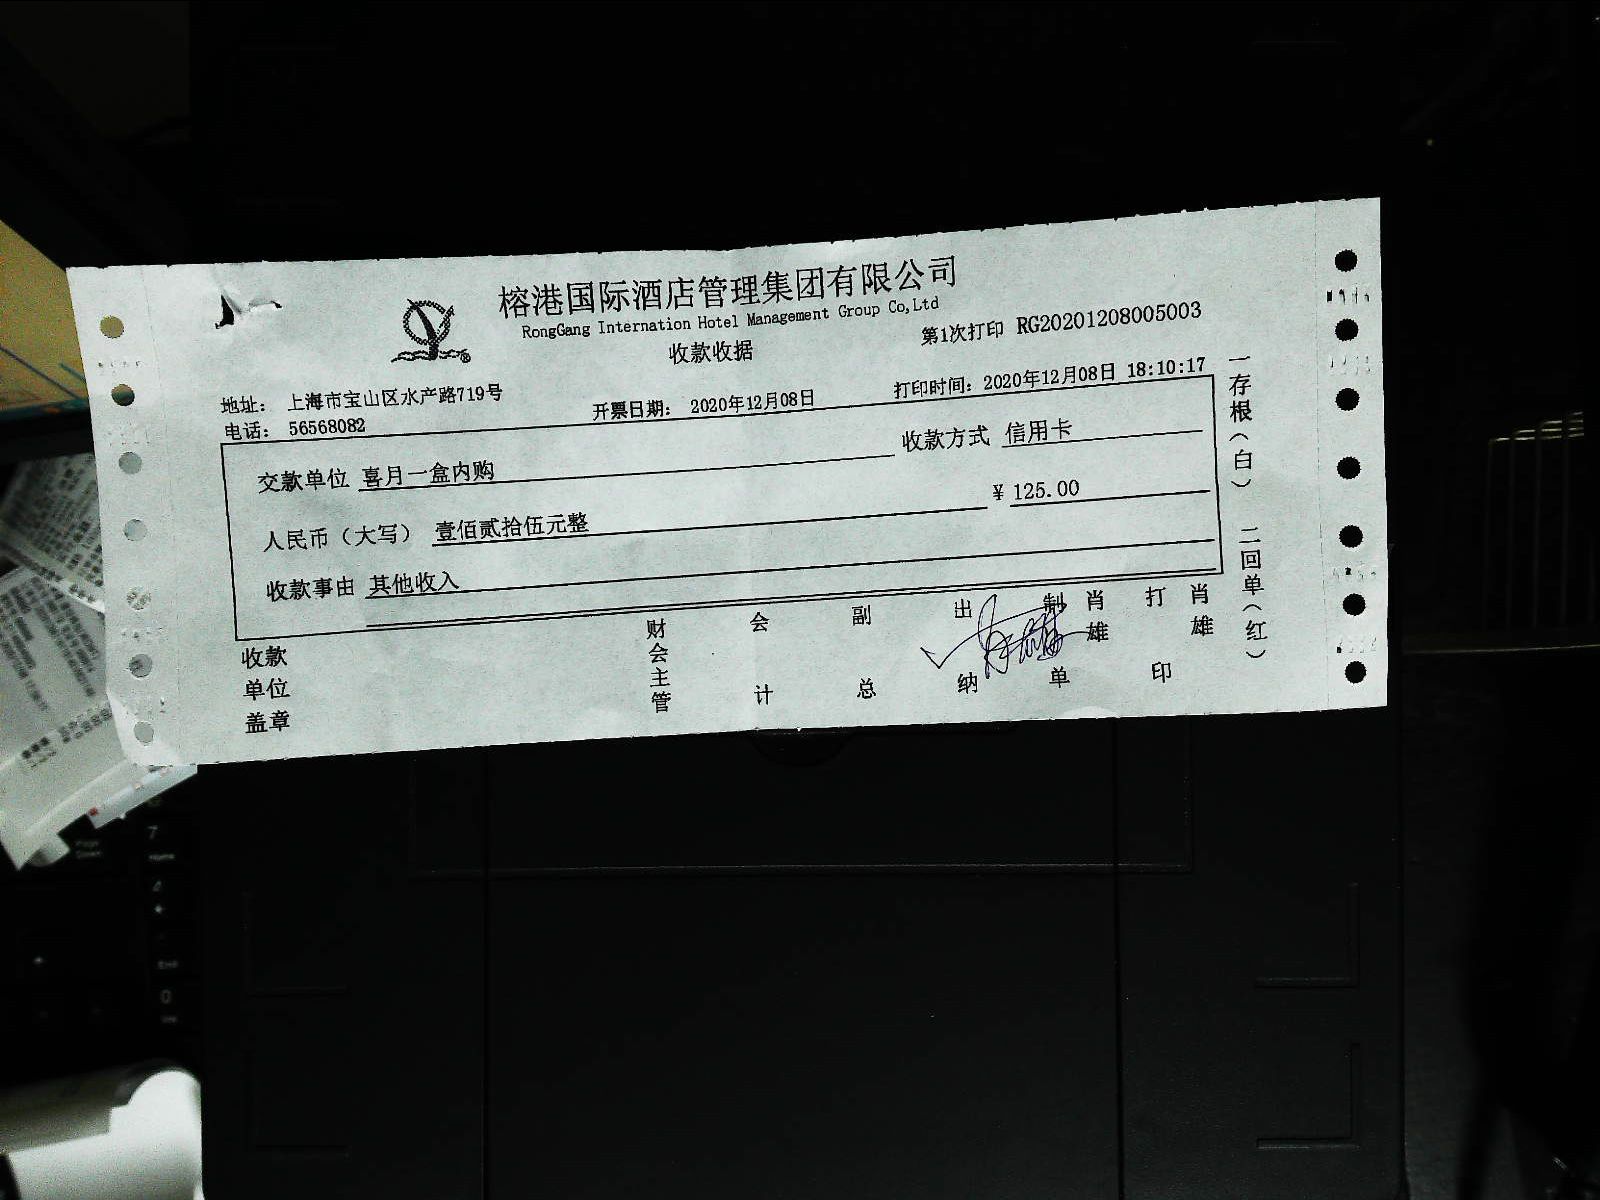 榕港国际酒店管理集团有限公司
RongGang Internation Hotel Management Group Co,Ltd
收款收据
第1次打印 RG20201208005003
地址： 上海市宝山区水产路719号
电话： 56568082
开票日期： 2020年12月08日
打印时间：2020年12月08日 18:10:17
交款单位 喜月一盒内购
收款方式 信用卡
人民币（大写） 壹佰贰拾伍元整
¥ 125.00
收款事由 其他收入
收款单位盖章
财会主管
会计
副总
出纳
制单 肖雄
打印 肖雄
一存根（白） 二回单（红）